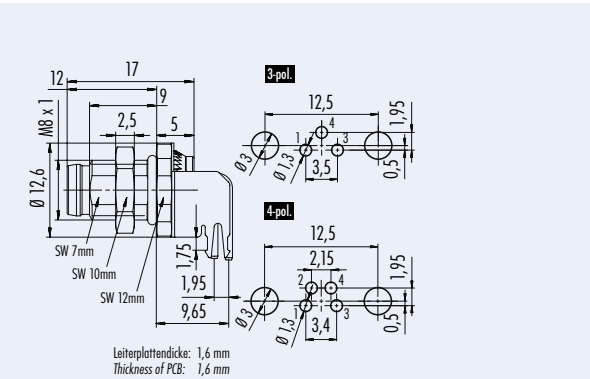 17
12
9
M8 x 1
2,5
5
Ø 12,6
SW 7mm
SW 10mm
SW 12mm
1,75
1,95
9,65
3-pol.
12,5
1,95
4
1
3
Ø 3
Ø 1,3
3,5
0,5
4-pol.
12,5
2,15
1,95
2
4
1
3
Ø 3
Ø 1,3
3,4
0,5
Leiterplattendicke: 1,6 mm
Thickness of PCB: 1,6 mm